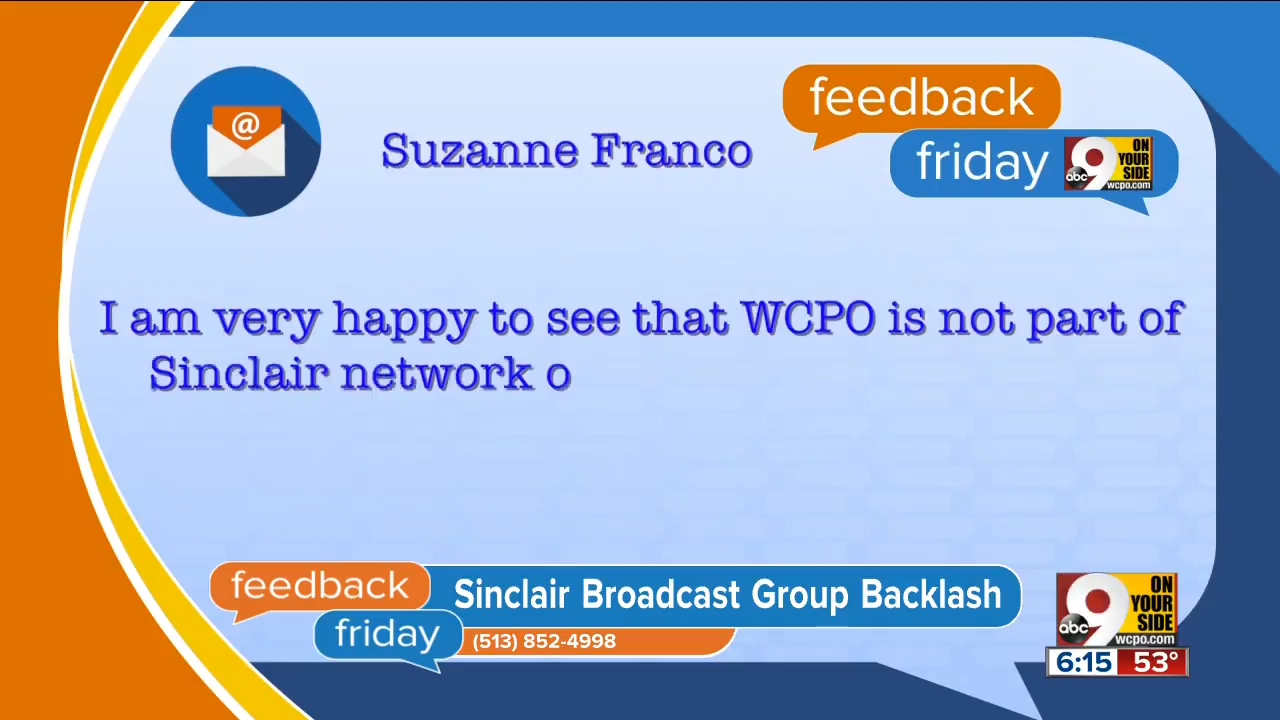 @
Suzanne Franco
feedback
friday
abc 9 ON YOUR SIDE wcpo.com
I am very happy to see that WCPO is not part of
Sinclair network o
feedback
friday
Sinclair Broadcast Group Backlash
(513) 852-4998
abc 9 ON YOUR SIDE wcpo.com
6:15 53°